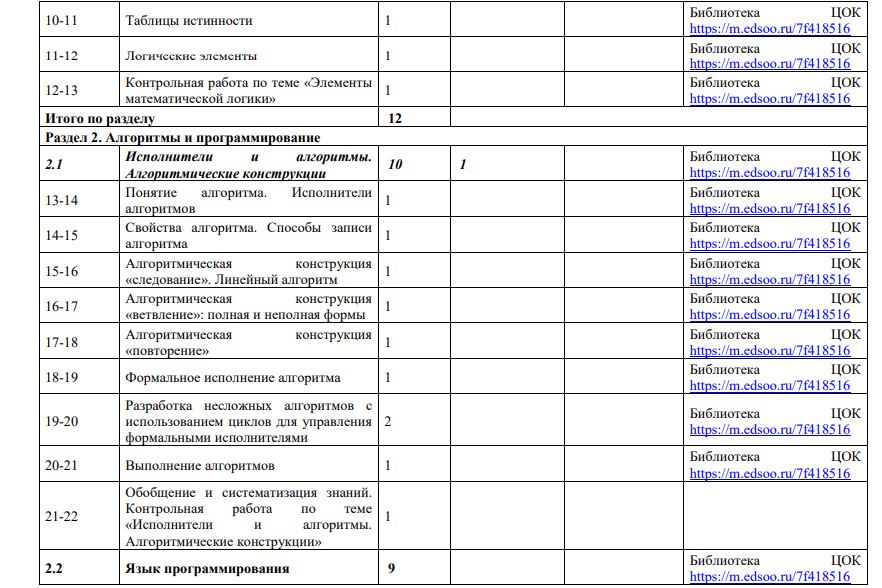 10-11 Таблицы истинности 1 Библиотека ЦОК
https://m.edsoo.ru/7f418516
11-12 Логические элементы 1 Библиотека ЦОК
https://m.edsoo.ru/7f418516
12-13 Контрольная работа по теме «Элементы математической логики» 1 Библиотека ЦОК
https://m.edsoo.ru/7f418516
Итого по разделу 12
Раздел 2. Алгоритмы и программирование
2.1 Исполнители и алгоритмы.
Алгоритмические конструкции 10 1 Библиотека ЦОК
https://m.edsoo.ru/7f418516
13-14 Понятие алгоритма. Исполнители
алгоритмов 1 Библиотека ЦОК
https://m.edsoo.ru/7f418516
14-15 Свойства алгоритма. Способы записи
алгоритма 1 Библиотека ЦОК
https://m.edsoo.ru/7f418516
15-16 Алгоритмическая конструкция
«следование». Линейный алгоритм 1 Библиотека ЦОК
https://m.edsoo.ru/7f418516
16-17 Алгоритмическая конструкция
«ветвление»: полная и неполная формы 1 Библиотека ЦОК
https://m.edsoo.ru/7f418516
17-18 Алгоритмическая конструкция
«повторение» 1 Библиотека ЦОК
https://m.edsoo.ru/7f418516
18-19 Формальное исполнение алгоритма 1 Библиотека ЦОК
https://m.edsoo.ru/7f418516
19-20 Разработка несложных алгоритмов с
использованием циклов для управления
формальными исполнителями 2 Библиотека ЦОК
https://m.edsoo.ru/7f418516
20-21 Выполнение алгоритмов 1 Библиотека ЦОК
https://m.edsoo.ru/7f418516
21-22 Обобщение и систематизация знаний.
Контрольная работа по теме
«Исполнители и алгоритмы.
Алгоритмические конструкции» 1
2.2 Язык программирования 9 Библиотека ЦОК
https://m.edsoo.ru/7f418516